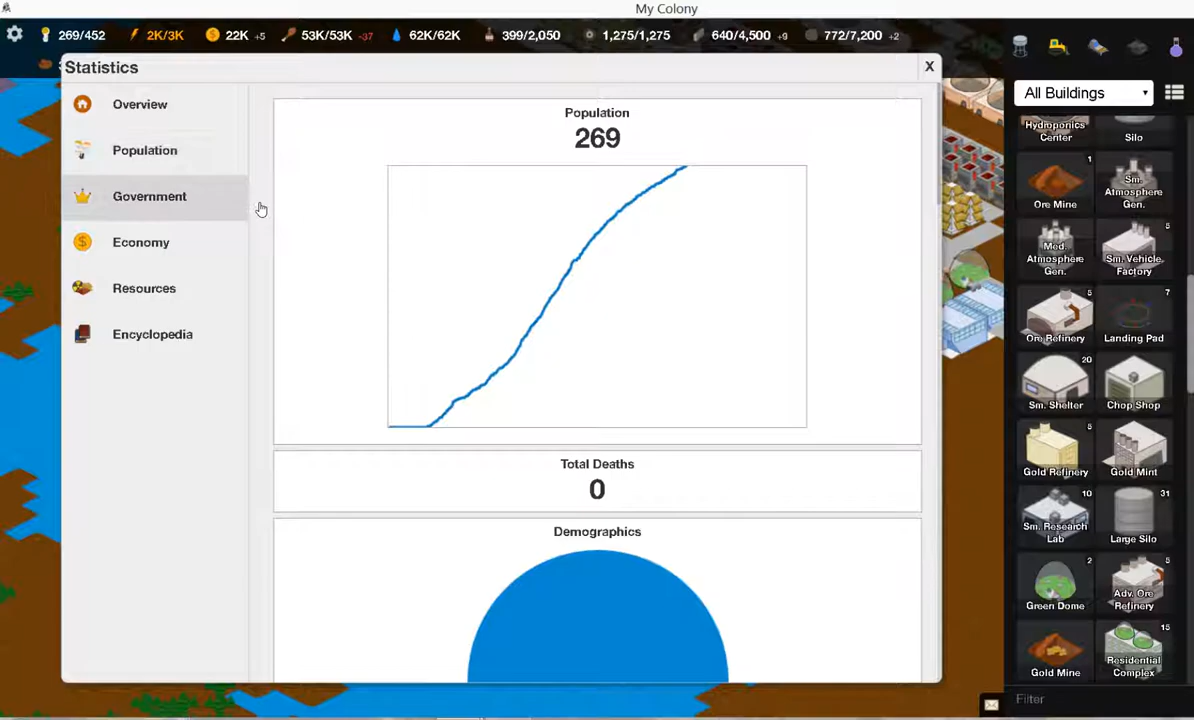 My Colony
269/452 2K/3K 22K +5 53K/53K -37 62K/62K 399/2,050 1,275/1,275 640/4,500 +9 772/7,200 +2
Statistics X
Overview
Population
Government
Economy
Resources
Encyclopedia
Population
269
Total Deaths
0
Demographics
All Buildings
Hydroponics
Center
Silo
1
Ore Mine
Sm.
Atmosphere
Gen.
Med.
Atmosphere
Gen.
5
Sm. Vehicle
Factory
5
Ore Refinery
7
Landing Pad
20
Sm. Shelter
Chop Shop
5
Gold Refinery
Gold Mint
10
Sm. Research
Lab
31
Large Silo
2
Green Dome
5
Adv. Ore
Refinery
Gold Mine
15
Residential
Complex
Filter